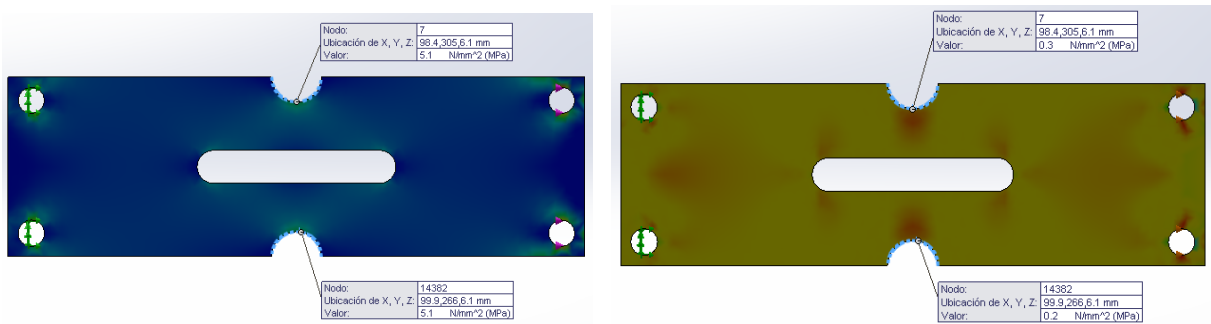 Nodo: 7
Ubicación de X, Y, Z: 98.4,305,6.1 mm
Valor: 5.1 N/mm^2 (MPa)
Nodo: 14382
Ubicación de X, Y, Z: 99.9,266,6.1 mm
Valor: 5.1 N/mm^2 (MPa)
Nodo: 7
Ubicación de X, Y, Z: 98.4,305,6.1 mm
Valor: 0.3 N/mm^2 (MPa)
Nodo: 14382
Ubicación de X, Y, Z: 99.9,266,6.1 mm
Valor: 0.2 N/mm^2 (MPa)